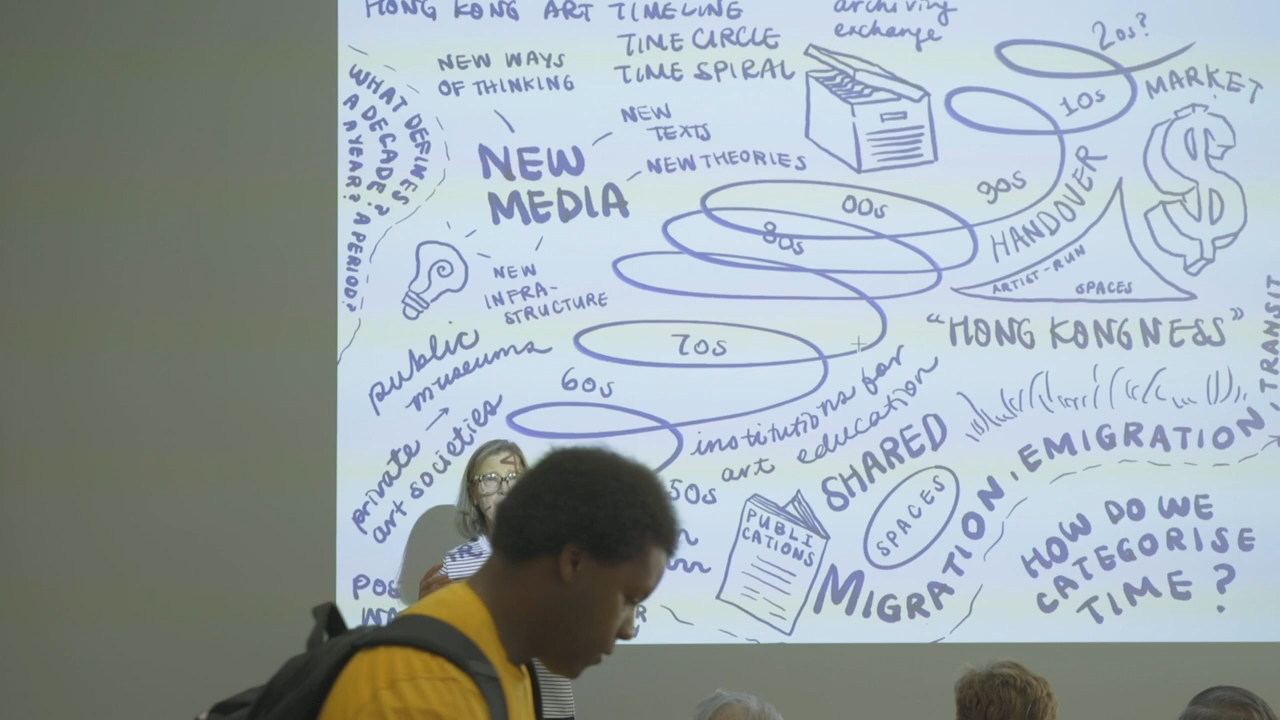 HONG KONG ART TIMELINE
TIME CIRCLE
TIME SPIRAL
archiving
exchange
20s?
10s
MARKET
NEW WAYS
OF THINKING
WHAT DEFINES
A DECADE?
A YEAR? A PERIOD?
NEW
TEXTS
NEW THEORIES
NEW
MEDIA
NEW
INFRA-
STRUCTURE
00s
80s
90s
HANDOVER
ARTIST-RUN
SPACES
"HONG KONGNESS"
70s
60s
50s
public
museums
private
art societies
institutions for
art education
SHARED
SPACES
PUBLI
CATIONS
MIGRATION, EMIGRATION, TRANSIT
HOW DO WE
CATEGORISE
TIME?